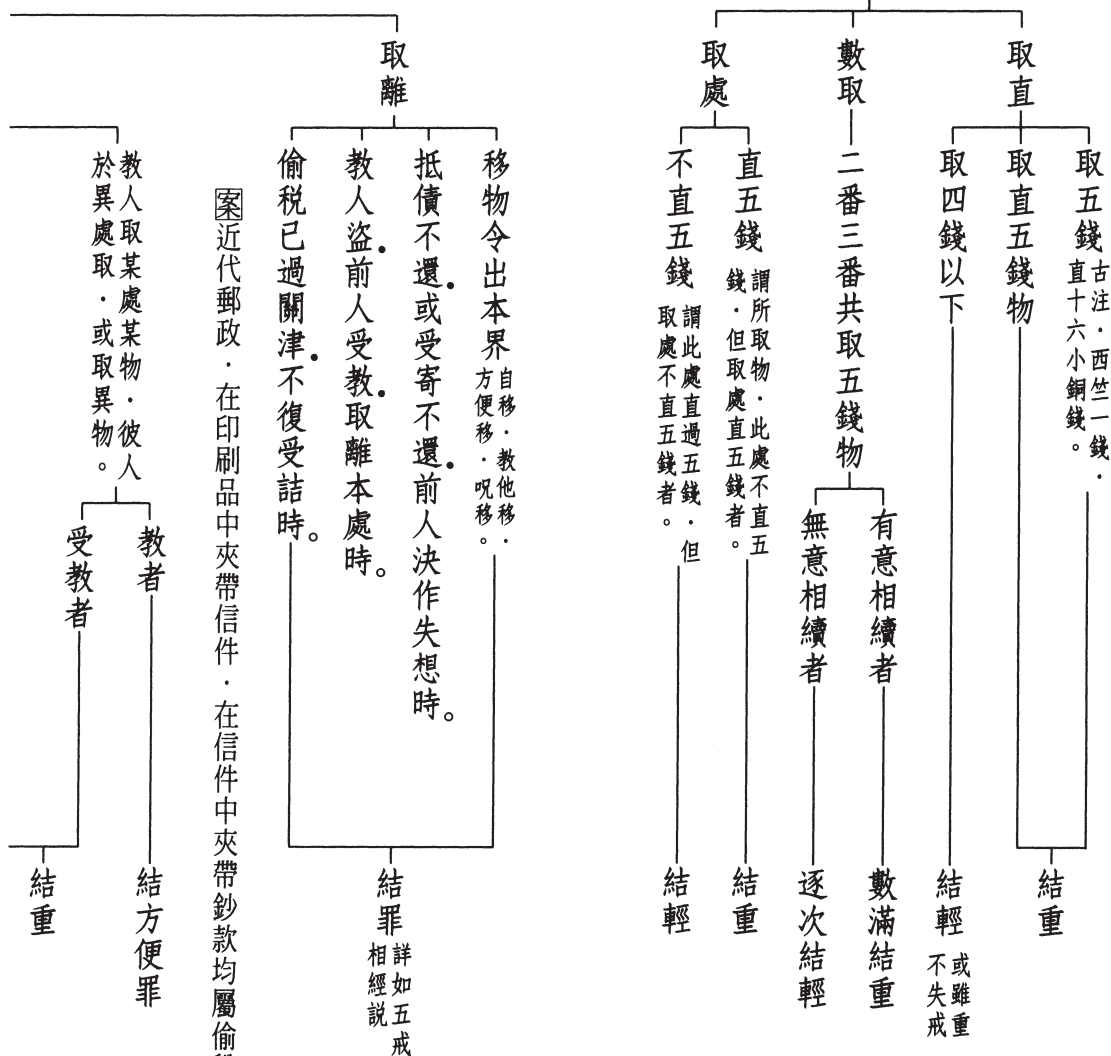 取直
取五錢
古注．西竺一錢．
直十六小銅錢。
取直五錢物
結重
取四錢以下
結輕
或雖重
不失戒
數取
二番三番共取五錢物
有意相續者
數滿結重
無意相續者
逐次結輕
取處
直五錢
謂所取物．此處不直五
錢．但取處直五錢者。
結重
不直五錢
謂此處直過五錢．但
取處不直五錢者。
結輕
取離
移物令出本界
自移．教他移．
方便移．呪移。
抵債不還．或受寄不還．前人決作失想時。
教人盜．前人受教．取離本處時。
偷稅已過關津．不復受詰時。
結罪
詳如五戒
相經說
案近代郵政．在印刷品中夾帶信件．在信件中夾帶鈔款均屬偷
教人取某處某物．彼人
於異處取．或取異物。
教者
結方便罪
受教者
結重